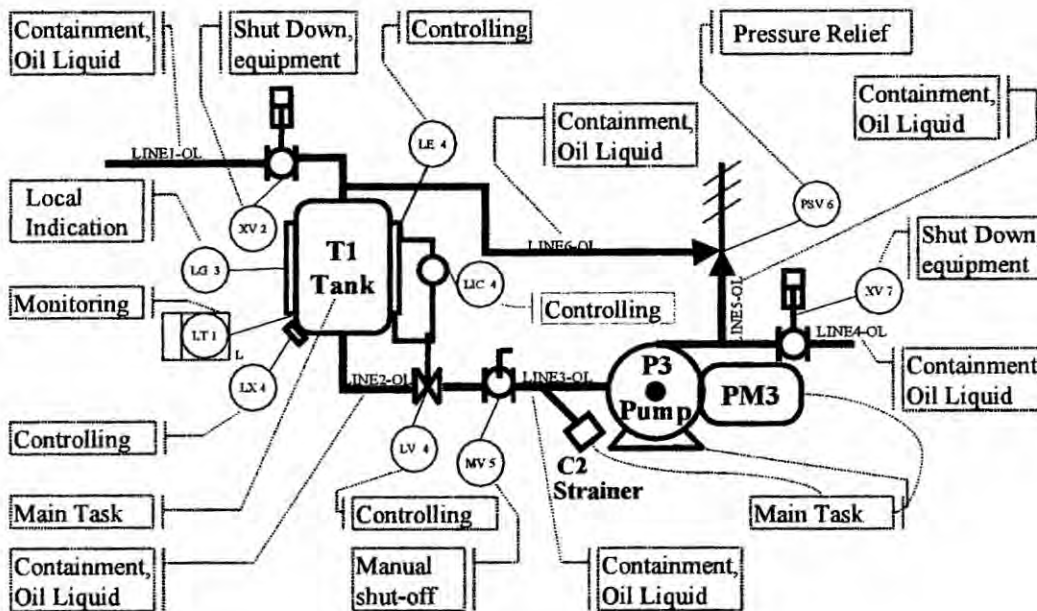 Containment,
Oil Liquid
Shut Down,
equipment
Controlling
Pressure Relief
Containment,
Oil Liquid
Containment,
Oil Liquid
LINE1-OL
LE 4
XV 2
PSV 6
Local
Indication
LG 3
T1
Tank
LIC 4
LINE6-OL
XV 7
Shut Down
equipment
Monitoring
LT 1
L
Controlling
LINE5-OL
LINE4-OL
LX 4
LINE2-OL
LINE3-OL
P3
Pump
PM3
Containment
Oil Liquid
Controlling
LV 4
MV 5
C2
Strainer
Main Task
Controlling
Main Task
Containment,
Oil Liquid
Manual
shut-off
Containment,
Oil Liquid